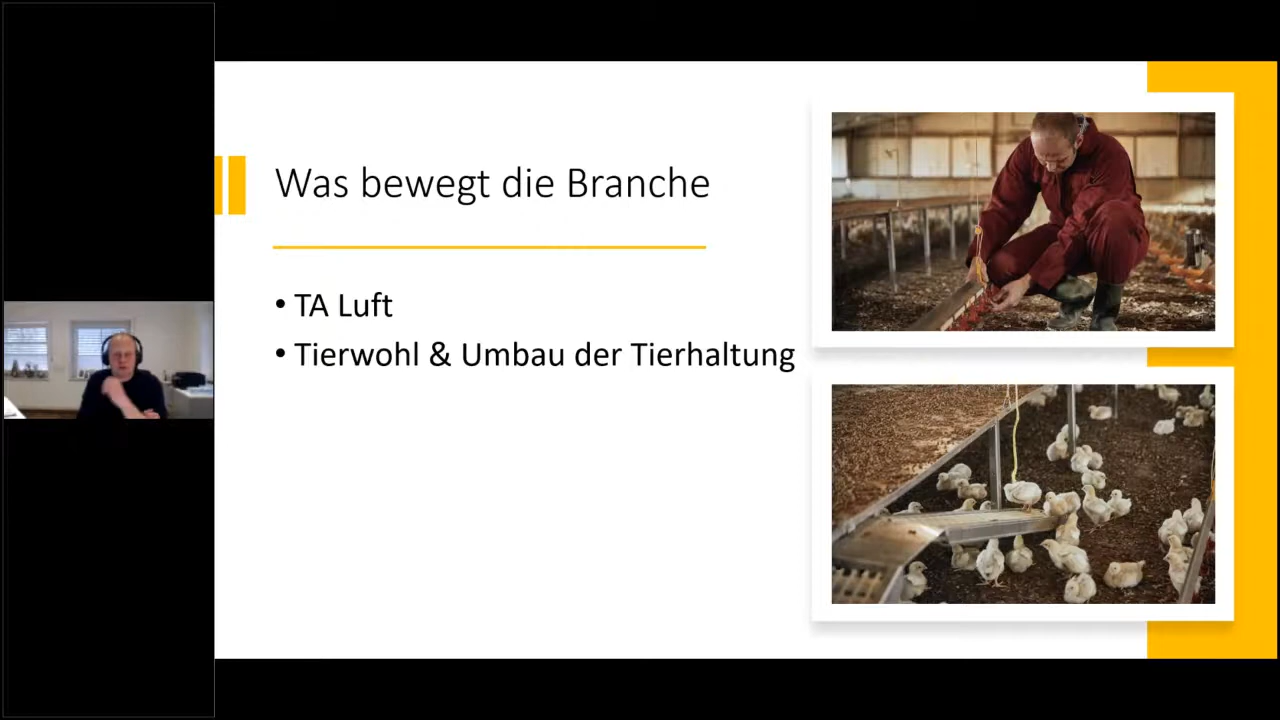 Was bewegt die Branche
• TA Luft
• Tierwohl & Umbau der Tierhaltung